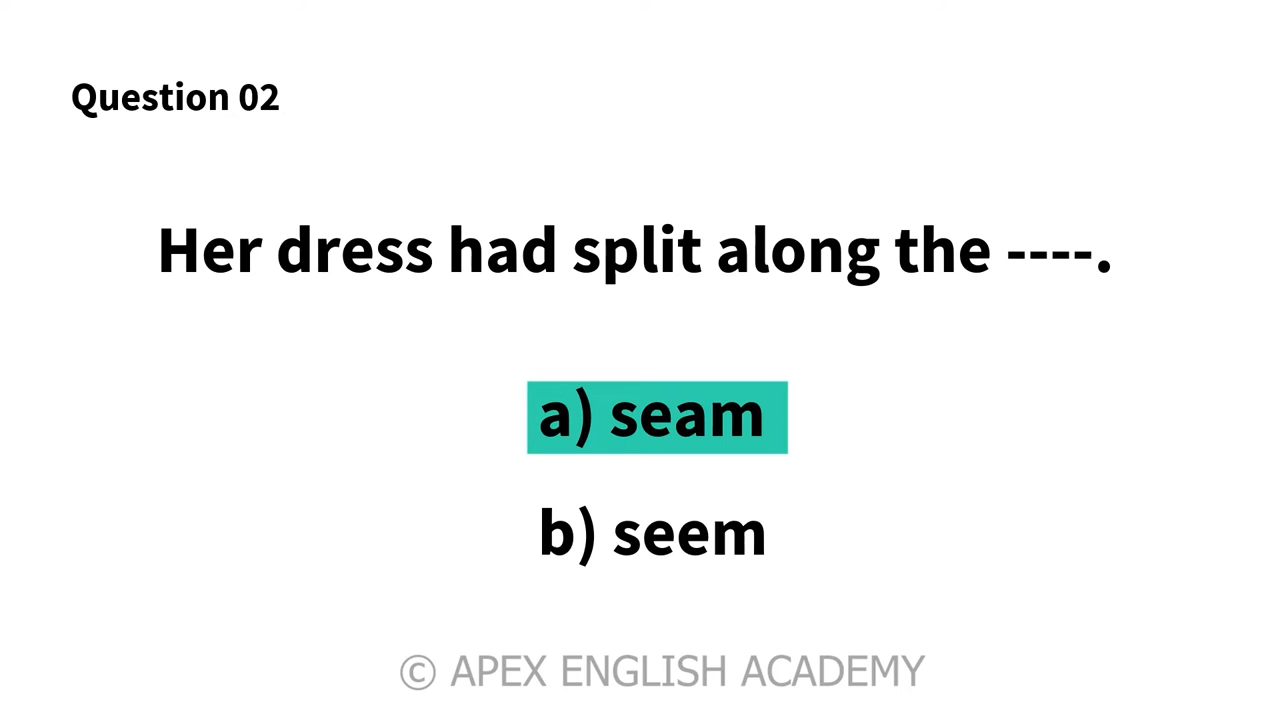 Question 02
Her dress had split along the ----.
a) seam
b) seem
© APEX ENGLISH ACADEMY